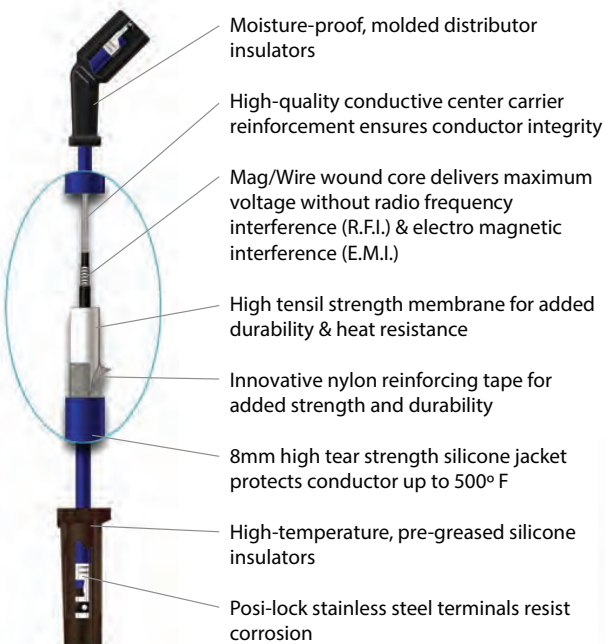 Moisture-proof, molded distributor
insulators
High-quality conductive center carrier
reinforcement ensures conductor integrity
Mag/Wire wound core delivers maximum
voltage without radio frequency
interference (R.F.I.) & electro magnetic
interference (E.M.I.)
High tensil strength membrane for added
durability & heat resistance
Innovative nylon reinforcing tape for
added strength and durability
8mm high tear strength silicone jacket
protects conductor up to 500º F
High-temperature, pre-greased silicone
insulators
Posi-lock stainless steel terminals resist
corrosion